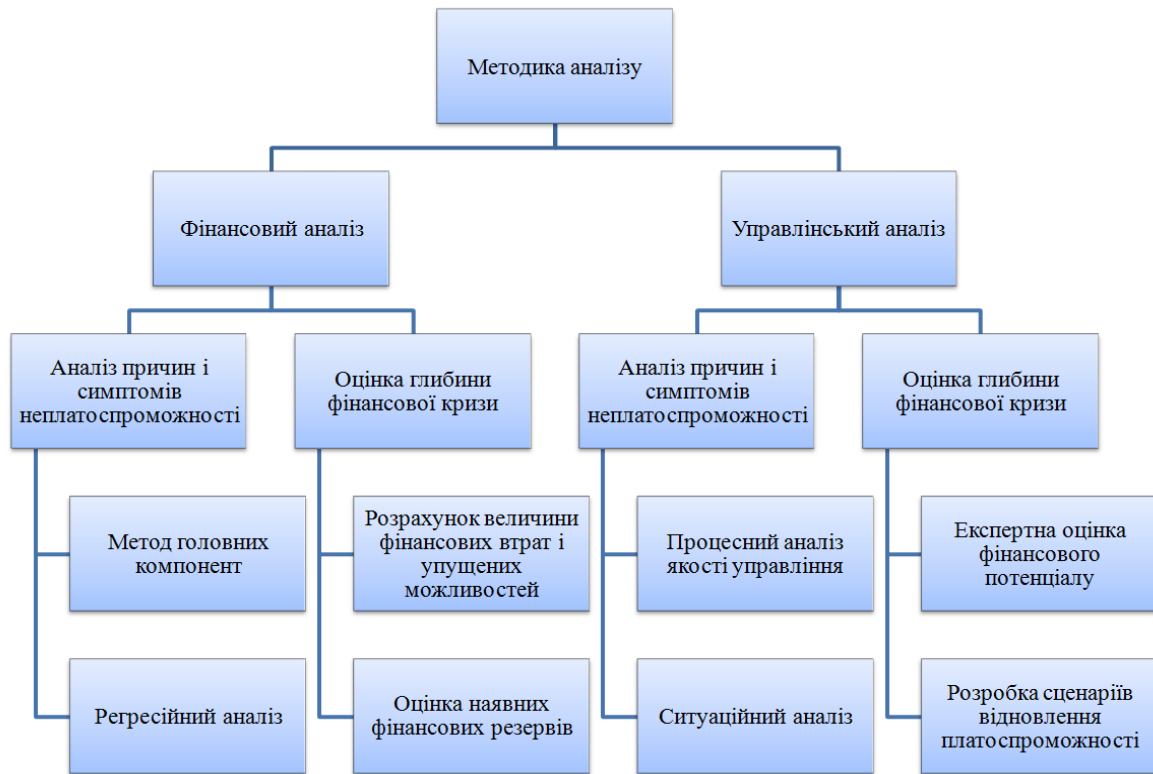 Методика аналізу
Фінансовий аналіз
Управлінський аналіз
Аналіз причин і
симптомів
неплатоспроможності
Оцінка глибини
фінансової кризи
Аналіз причин і
симптомів
неплатоспроможності
Оцінка глибини
фінансової кризи
Метод головних
компонент
Розрахунок величини
фінансових втрат і
упущених
можливостей
Процесний аналіз
якості управління
Експертна оцінка
фінансового
потенціалу
Регресійний аналіз
Оцінка наявних
фінансових резервів
Ситуаційний аналіз
Розробка сценаріїв
відновлення
платоспроможності